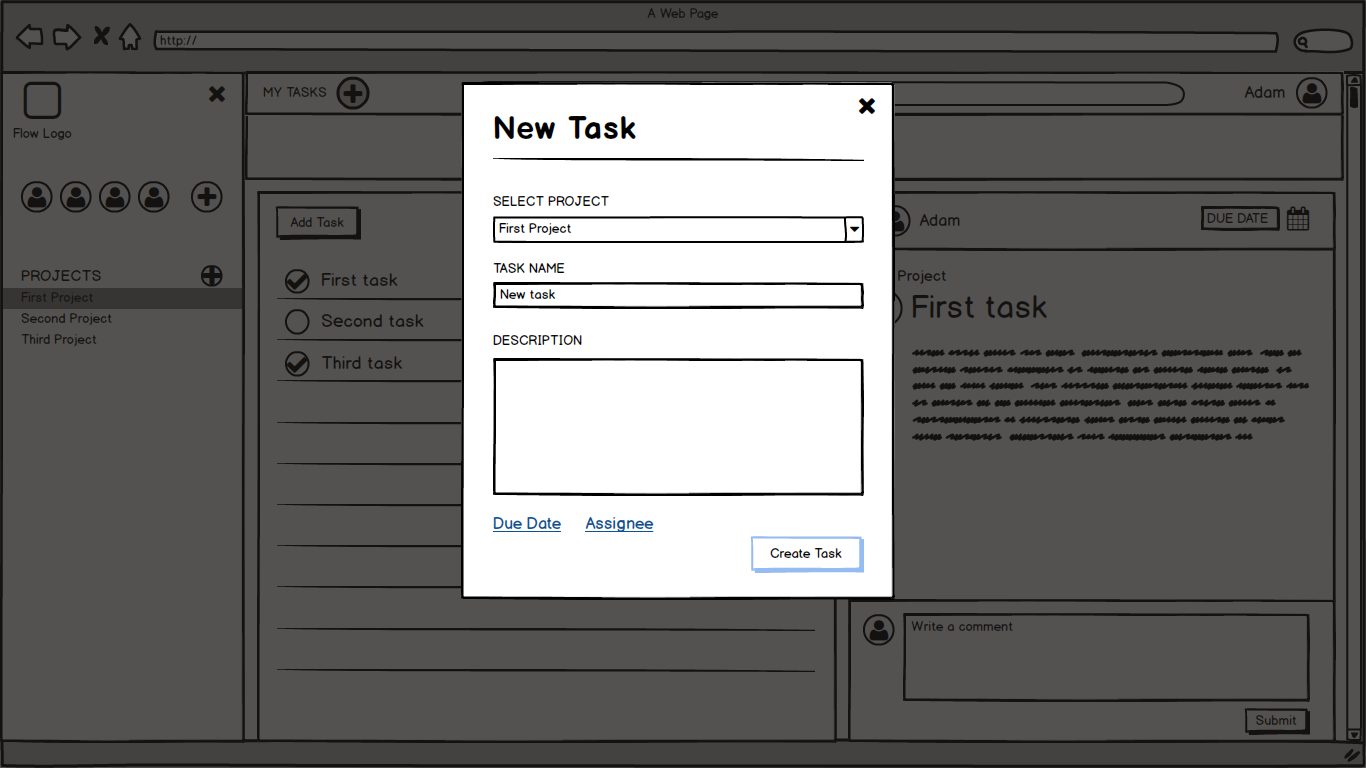 A Web Page
http://
Flow Logo
PROJECTS
First Project
Second Project
Third Project
MY TASKS
Adam
Add Task
First task
Second task
Third task
New Task
SELECT PROJECT
First Project
TASK NAME
New task
DESCRIPTION
Due Date
Assignee
Create Task
Adam
DUE DATE
Project
First task
Write a comment
Submit